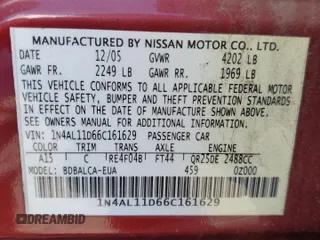 MANUFACTURED BY NISSAN MOTOR CO., LTD.
DATE 12/05 GVWR 4202 LB
GAWR FR. 2249 LB GAWR RR. 1969 LB
THIS VEHICLE CONFORMS TO ALL APPLICABLE FEDERAL MOTOR
VEHICLE SAFETY, BUMPER AND THEFT PREVENTION STANDARDS
IN EFFECT ON THE DATE OF MANUFACTURE SHOWN ABOVE.
SEE OWNERS MANUAL FOR ADDITIONAL INFORMATION
VIN: 1N4AL11D66C161629 PASSENGER CAR
COLOR TRIM TRANS AXLE ENGINE
A15 C RE4F04B FT44 QR25DE 2488CC
MODEL: BDBALCA-EUA 459 0Z000
1N4AL11D66C161629
DREAMBID